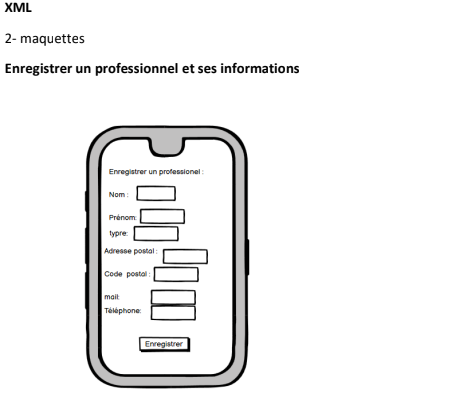 XML
2- maquettes
Enregistrer un professionnel et ses informations
Enregistrer un professionel :
Nom :
Prénom:
typre:
Adresse postal :
Code postal :
mail:
Téléphone:
Enregistrer